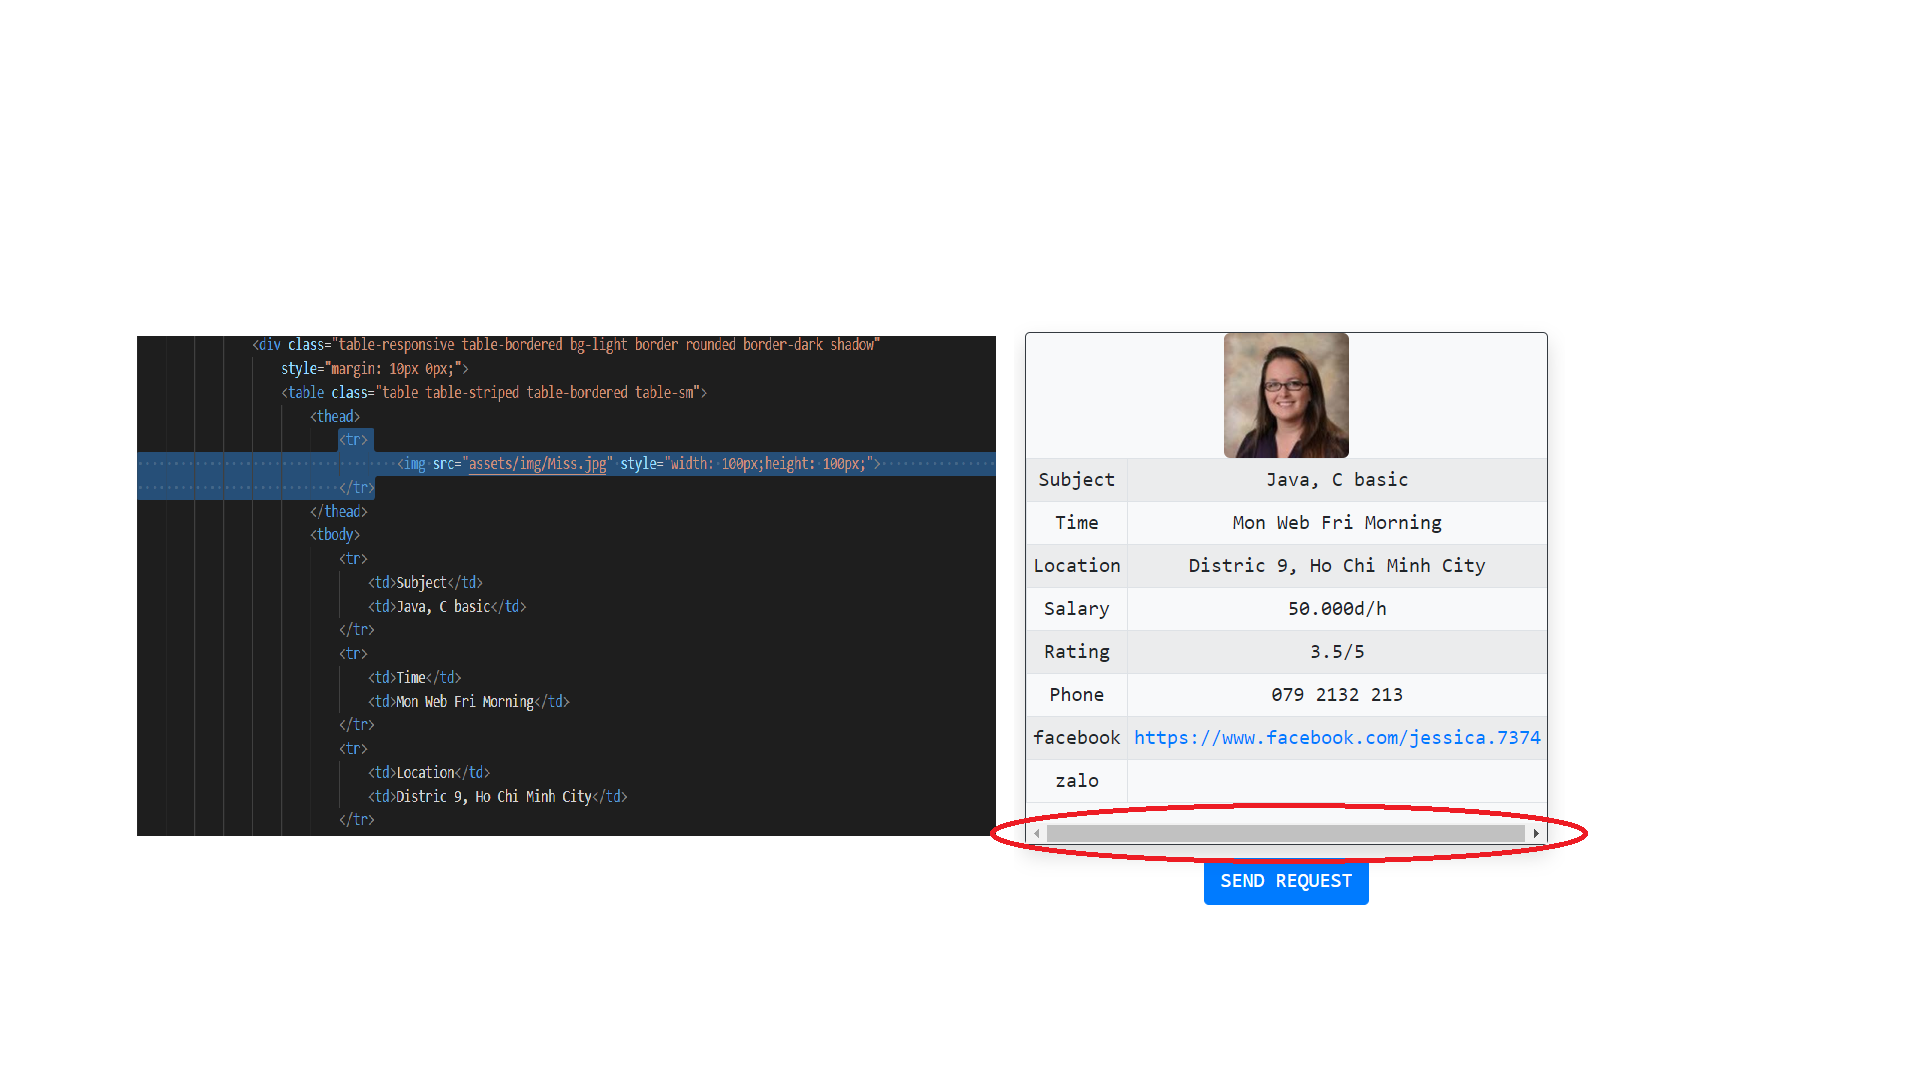 <div class="table-responsive table-bordered bg-light border rounded border-dark shadow"
style="margin: 10px 0px;">
<table class="table table-striped table-bordered table-sm">
<thead>
<tr>
<img src="assets/img/Miss.jpg" style="width: 100px;height: 100px;">
</tr>
</thead>
<tbody>
<tr>
<td>Subject</td>
<td>Java, C basic</td>
</tr>
<tr>
<td>Time</td>
<td>Mon Web Fri Morning</td>
</tr>
<tr>
<td>Location</td>
<td>Distric 9, Ho Chi Minh City</td>
</tr>
Subject Java, C basic
Time Mon Web Fri Morning
Location Distric 9, Ho Chi Minh City
Salary 50.000d/h
Rating 3.5/5
Phone 079 2132 213
facebook https://www.facebook.com/jessica.7374
zalo
SEND REQUEST